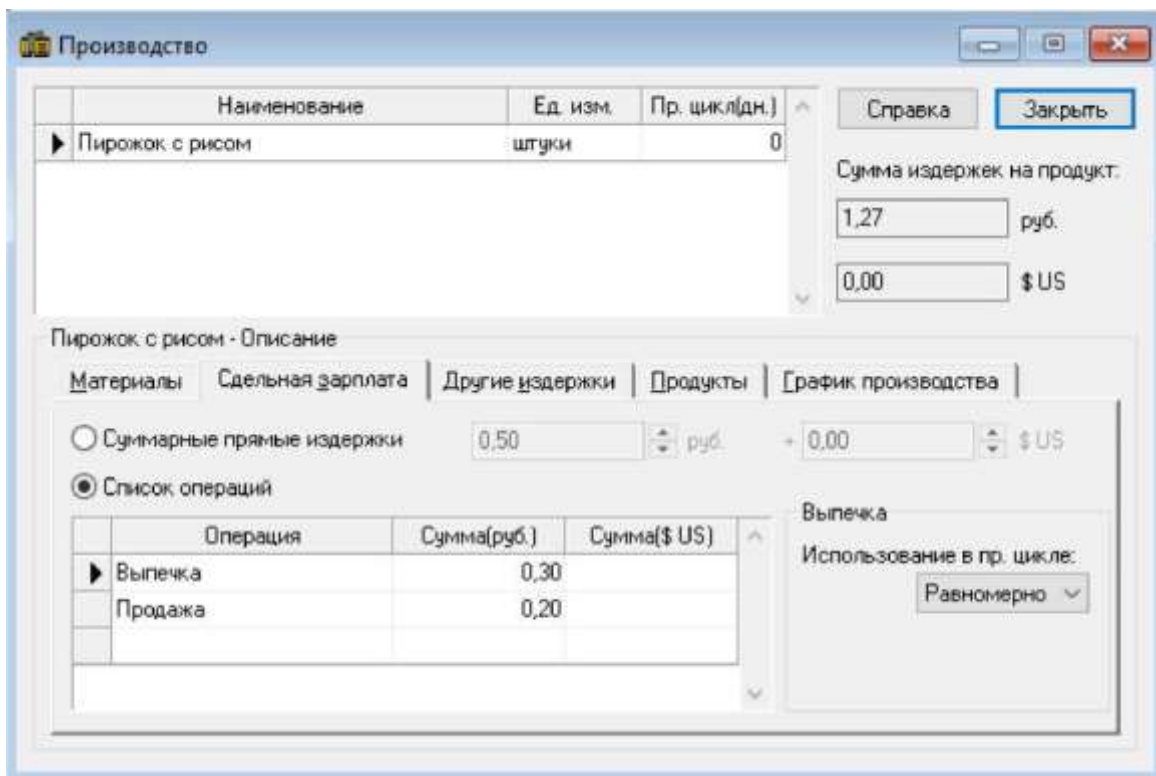 Производство
Наименование Ед. изм. Пр. цикл(дн.)
Пирожок с рисом штуки 0
Справка Закрыть
Сумма издержек на продукт:
1,27 руб.
0,00 $ US
Пирожок с рисом - Описание
Материалы Сдельная зарплата Другие издержки Продукты График производства
Суммарные прямые издержки 0,50 руб. + 0,00 $ US
Список операций
Операция Сумма(руб.) Сумма($ US)
Выпечка 0,30
Продажа 0,20
Выпечка
Использование в пр. цикле:
Равномерно